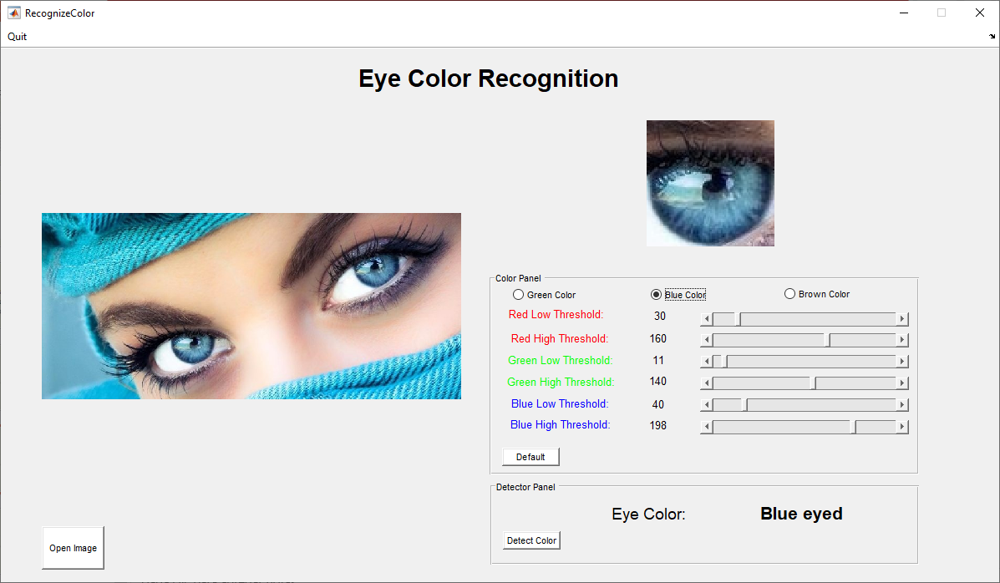 RecognizeColor
Quit
Eye Color Recognition
Color Panel
Green Color Blue Color Brown Color
Red Low Threshold: 30
Red High Threshold: 160
Green Low Threshold: 11
Green High Threshold: 140
Blue Low Threshold: 40
Blue High Threshold: 198
Default
Detector Panel
Eye Color: Blue eyed
Detect Color
Open Image